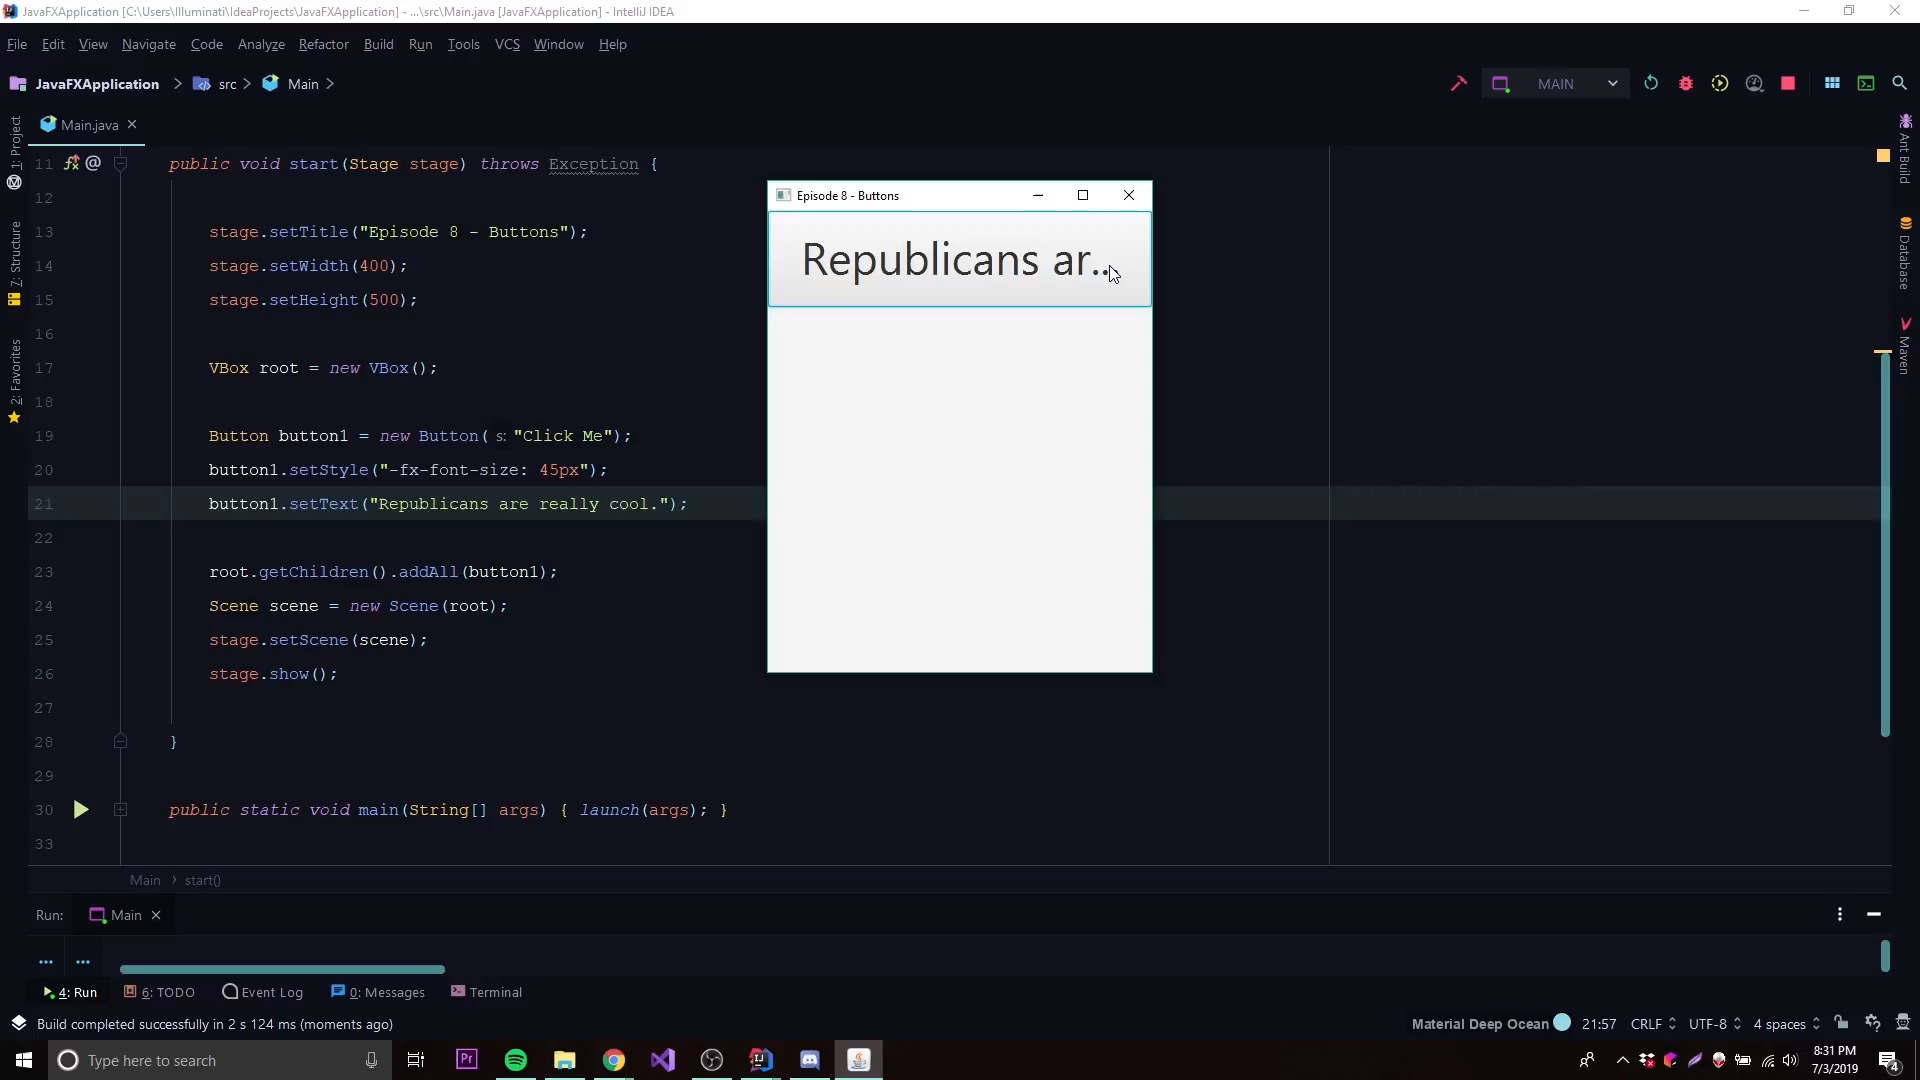 JavaFXApplication [C:\Users\Illuminati\IdeaProjects\JavaFXApplication] - ...\src\Main.java [JavaFXApplication] - IntelliJ IDEA
File Edit View Navigate Code Analyze Refactor Build Run Tools VCS Window Help
JavaFXApplication src Main MAIN
Main.java
1: Project
7: Structure
2: Favorites
Ant Build
Database
Maven
11 public void start(Stage stage) throws Exception {
12
13 stage.setTitle("Episode 8 - Buttons");
14 stage.setWidth(400);
15 stage.setHeight(500);
16
17 VBox root = new VBox();
18
19 Button button1 = new Button( s: "Click Me");
20 button1.setStyle("-fx-font-size: 45px");
21 button1.setText("Republicans are really cool.");
22
23 root.getChildren().addAll(button1);
24 Scene scene = new Scene(root);
25 stage.setScene(scene);
26 stage.show();
27
28 }
29
30 public static void main(String[] args) { launch(args); }
33
Episode 8 - Buttons
Republicans ar...
Main start()
Run: Main
4: Run 6: TODO Event Log 0: Messages Terminal
Build completed successfully in 2 s 124 ms (moments ago)
Material Deep Ocean 21:57 CRLF UTF-8 4 spaces
Type here to search
Pr
IJ
8:31 PM
7/3/2019
4